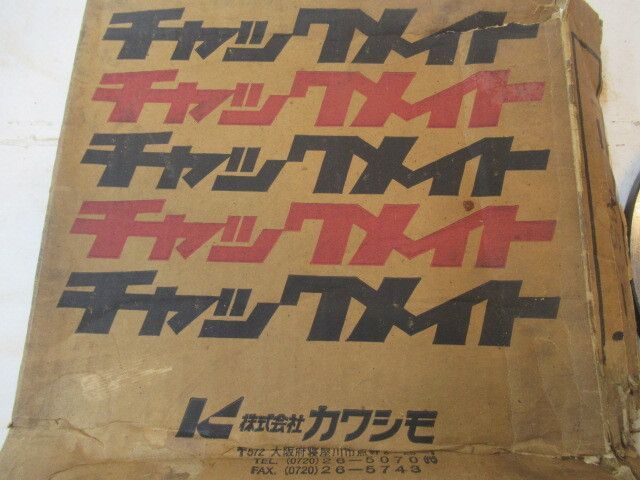 チャックメイト
チャックメイト
チャックメイト
チャックメイト
チャックメイト
K 株式会社 カワシモ
〒572 大阪府寝屋川市
TEL. (0720) 26-5070㈹
FAX. (0720) 26-5743